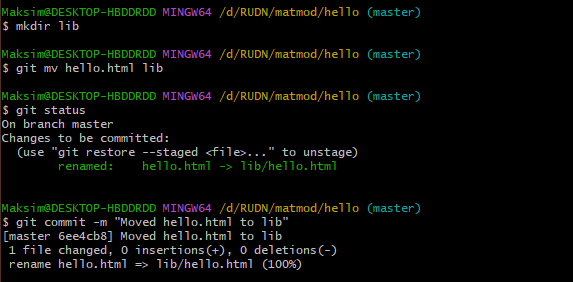 Maksim@DESKTOP-HBDDRDD MINGW64 /d/RUDN/matmod/hello (master)
$ mkdir lib
Maksim@DESKTOP-HBDDRDD MINGW64 /d/RUDN/matmod/hello (master)
$ git mv hello.html lib
Maksim@DESKTOP-HBDDRDD MINGW64 /d/RUDN/matmod/hello (master)
$ git status
On branch master
Changes to be committed:
  (use "git restore --staged <file>..." to unstage)
        renamed:    hello.html -> lib/hello.html
Maksim@DESKTOP-HBDDRDD MINGW64 /d/RUDN/matmod/hello (master)
$ git commit -m "Moved hello.html to lib"
[master 6ee4cb8] Moved hello.html to lib
 1 file changed, 0 insertions(+), 0 deletions(-)
 rename hello.html => lib/hello.html (100%)